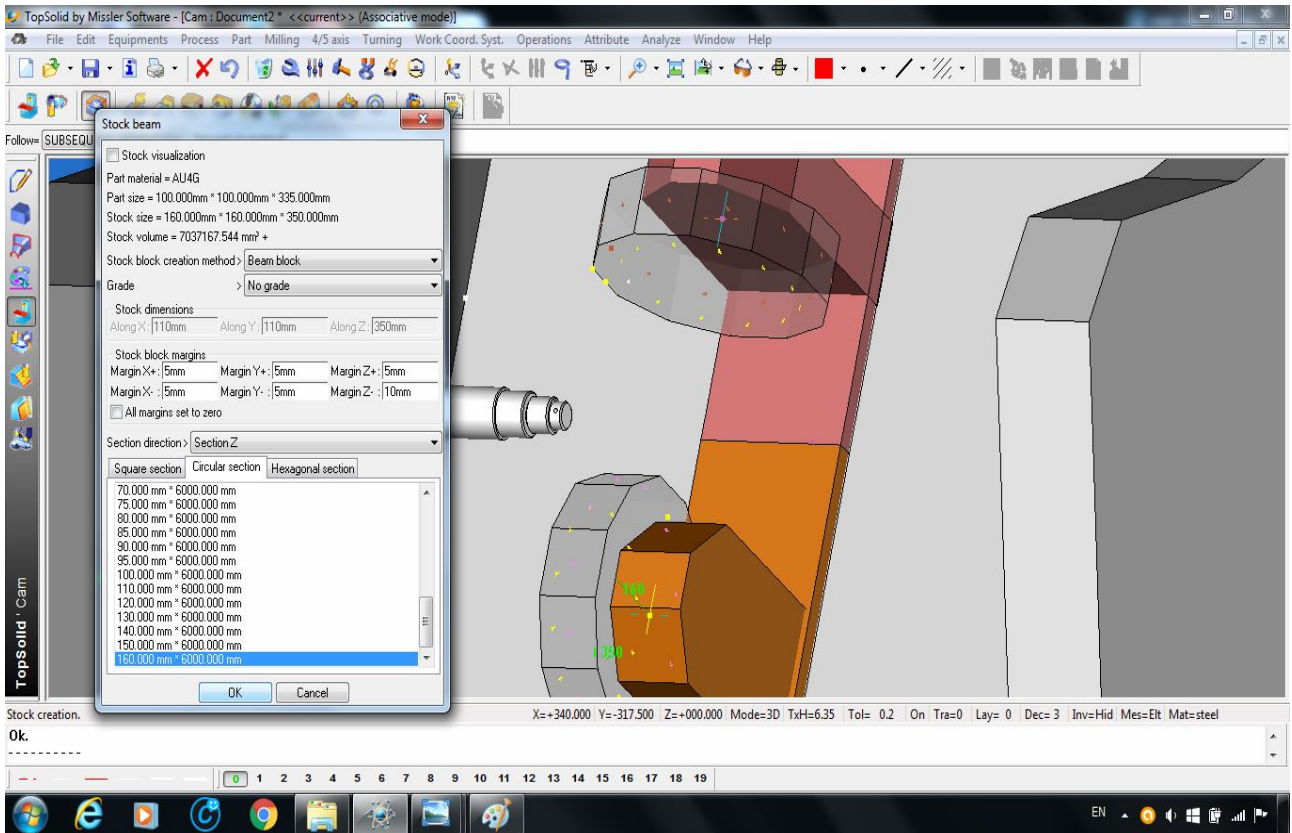 TopSolid by Missler Software - [Cam : Document2 * <<current>> (Associative mode)]
File Edit Equipments Process Part Milling 4/5 axis Turning Work Coord. Syst. Operations Attribute Analyze Window Help
Follow= SUBSEQU
Stock beam
Stock visualization
Part material = AU4G
Part size = 100.000mm * 100.000mm * 335.000mm
Stock size = 160.000mm * 160.000mm * 350.000mm
Stock volume = 7037167.544 mm³ +
Stock block creation method> Beam block
Grade > No grade
Stock dimensions
Along X: 110mm Along Y: 110mm Along Z: 350mm
Stock block margins
Margin X+: 5mm Margin Y+: 5mm Margin Z+: 5mm
Margin X- : 5mm Margin Y- : 5mm Margin Z- : 10mm
All margins set to zero
Section direction> Section Z
Square section Circular section Hexagonal section
70.000 mm * 6000.000 mm
75.000 mm * 6000.000 mm
80.000 mm * 6000.000 mm
85.000 mm * 6000.000 mm
90.000 mm * 6000.000 mm
95.000 mm * 6000.000 mm
100.000 mm * 6000.000 mm
110.000 mm * 6000.000 mm
120.000 mm * 6000.000 mm
130.000 mm * 6000.000 mm
140.000 mm * 6000.000 mm
150.000 mm * 6000.000 mm
160.000 mm * 6000.000 mm
OK Cancel
160
350
TopSolid ' Cam
Stock creation.
X=+340.000 Y=-317.500 Z=+000.000 Mode=3D TxH=6.35 Tol= 0.2 On Tra=0 Lay= 0 Dec= 3 Inv=Hid Mes=Elt Mat=steel
Ok.
----------
0 1 2 3 4 5 6 7 8 9 10 11 12 13 14 15 16 17 18 19
EN